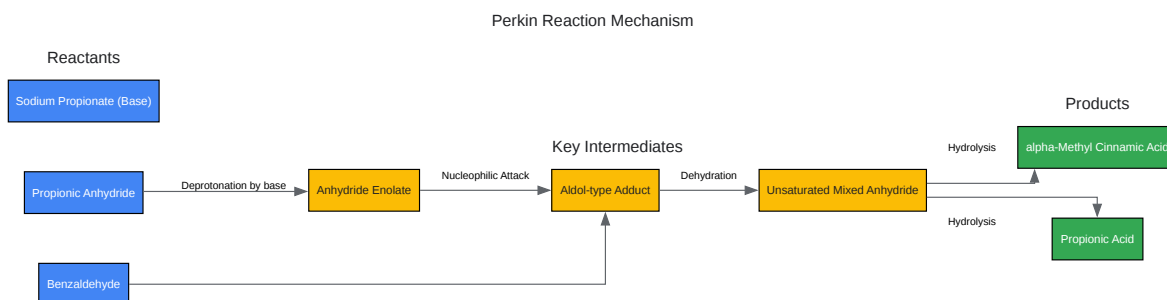 Perkin Reaction Mechanism
Reactants
Sodium Propionate (Base)
Products
Key Intermediates
Hydrolysis
alpha-Methyl Cinnamic Acid
Propionic Anhydride
Deprotonation by base
Anhydride Enolate
Nucleophilic Attack
Aldol-type Adduct
Dehydration
Unsaturated Mixed Anhydride
Hydrolysis
Propionic Acid
Benzaldehyde